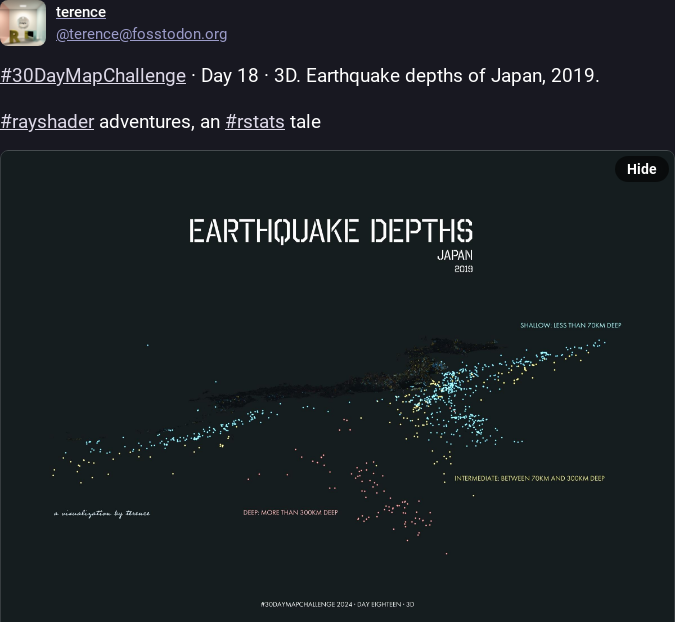 terence
@terence@fosstodon.org
#30DayMapChallenge · Day 18 · 3D. Earthquake depths of Japan, 2019.
#rayshader adventures, an #rstats tale
Hide
EARTHQUAKE DEPTHS
JAPAN
2019
SHALLOW: LESS THAN 70KM DEEP
INTERMEDIATE: BETWEEN 70KM AND 300KM DEEP
DEEP: MORE THAN 300KM DEEP
a visualization by terence
#30DAYMAPCHALLENGE 2024 · DAY EIGHTEEN · 3D